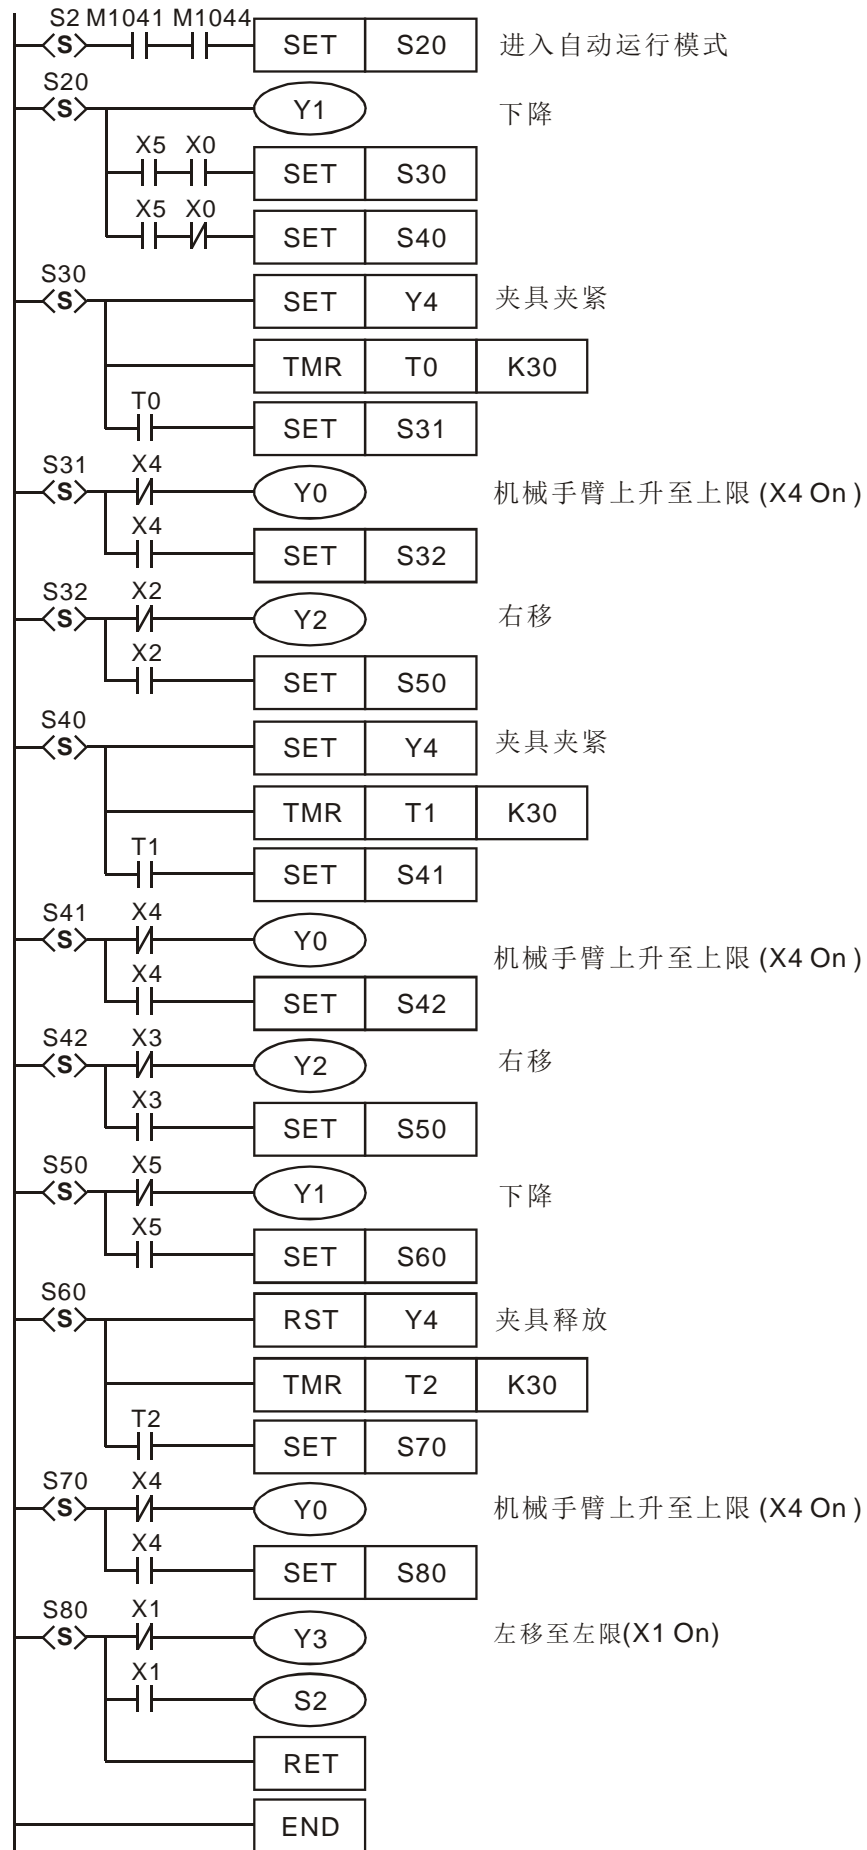 S2 M1041 M1044
S SET S20 进入自动运行模式
S20
S Y1 下降
X5 X0
SET S30
X5 X0
SET S40
S30
S SET Y4 夹具夹紧
TMR T0 K30
T0
SET S31
S31 X4
S Y0 机械手臂上升至上限 (X4 On)
X4
SET S32
S32 X2
S Y2 右移
X2
SET S50
S40
S SET Y4 夹具夹紧
TMR T1 K30
T1
SET S41
S41 X4
S Y0 机械手臂上升至上限 (X4 On)
X4
SET S42
S42 X3
S Y2 右移
X3
SET S50
S50 X5
S Y1 下降
X5
SET S60
S60
S RST Y4 夹具释放
TMR T2 K30
T2
SET S70
S70 X4
S Y0 机械手臂上升至上限 (X4 On)
X4
SET S80
S80 X1
S Y3 左移至左限(X1 On)
X1
S2
RET
END